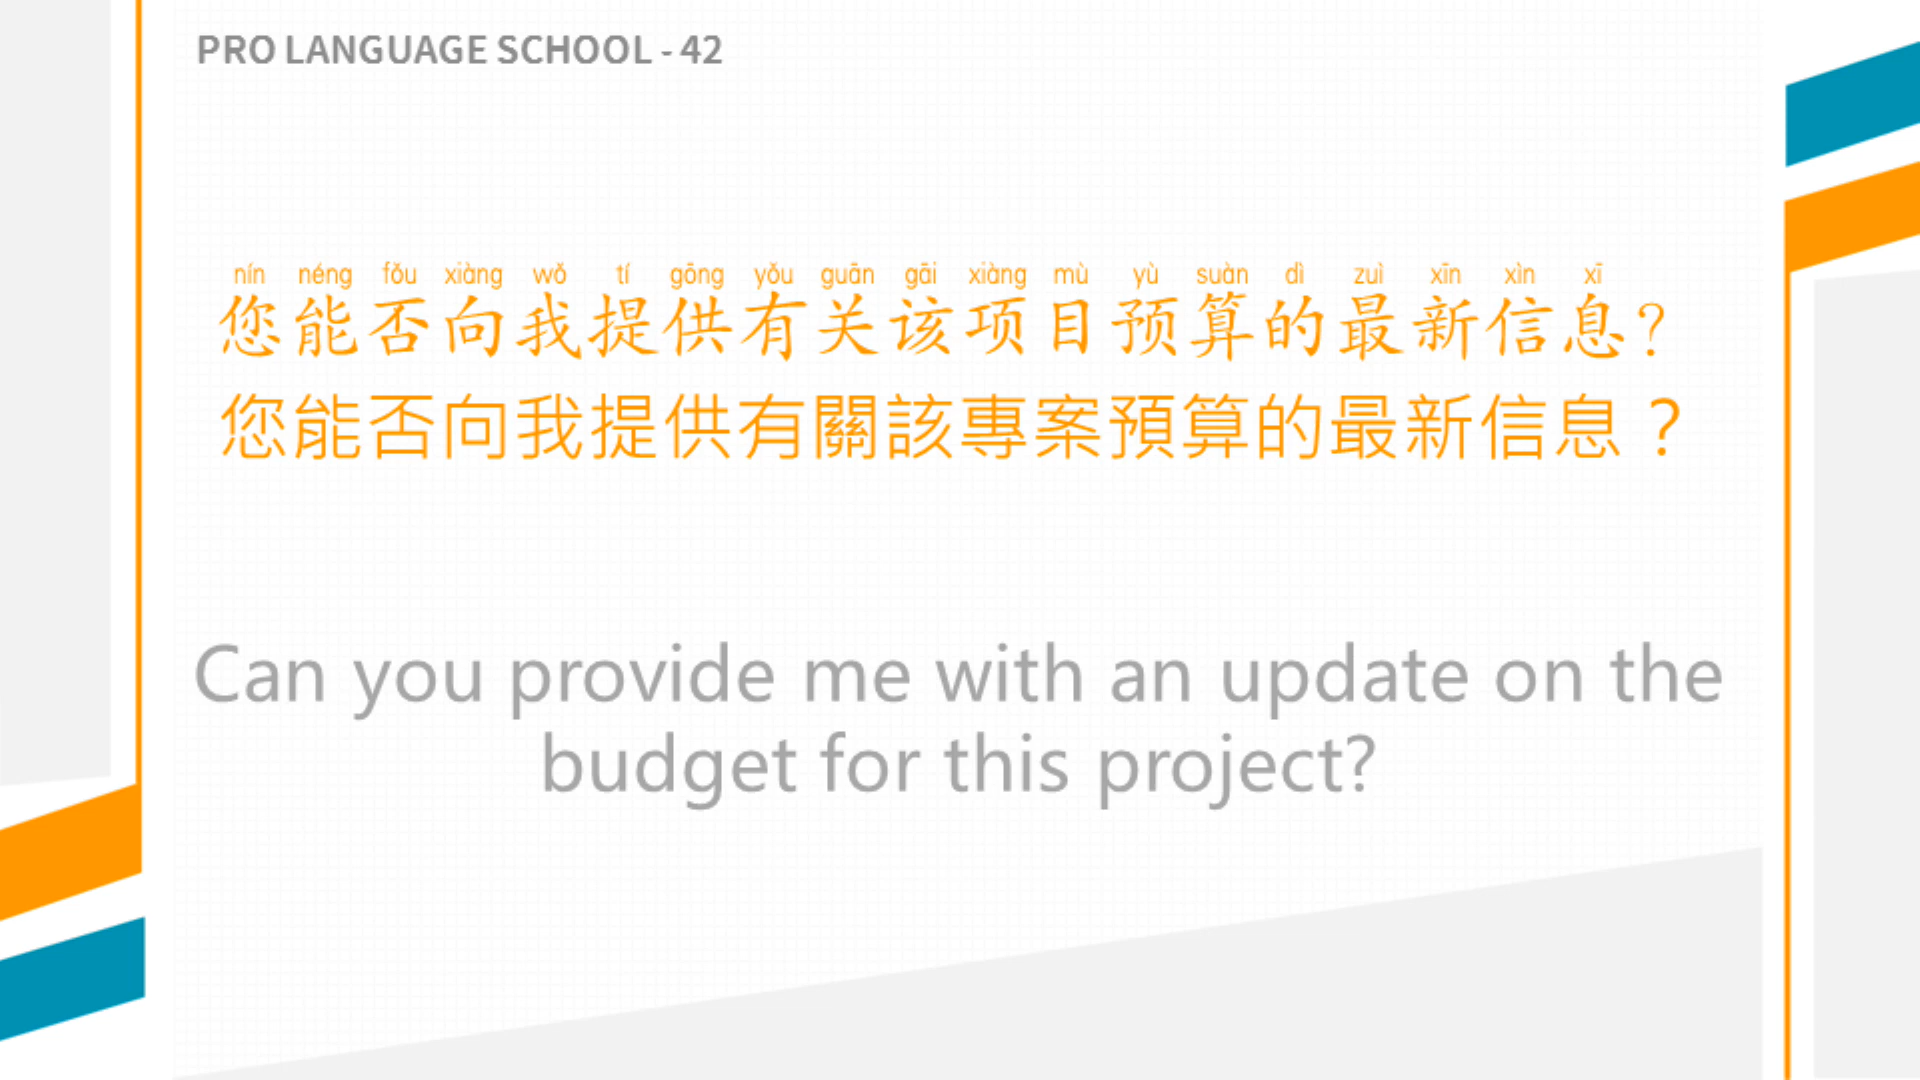 PRO LANGUAGE SCHOOL - 42
nín néng fǒu xiàng wǒ tí gōng yǒu guān gāi xiàng mù yù suàn dì zuì xīn xìn xī
您能否向我提供有关该项目预算的最新信息?
您能否向我提供有關該專案預算的最新信息？
Can you provide me with an update on the
budget for this project?